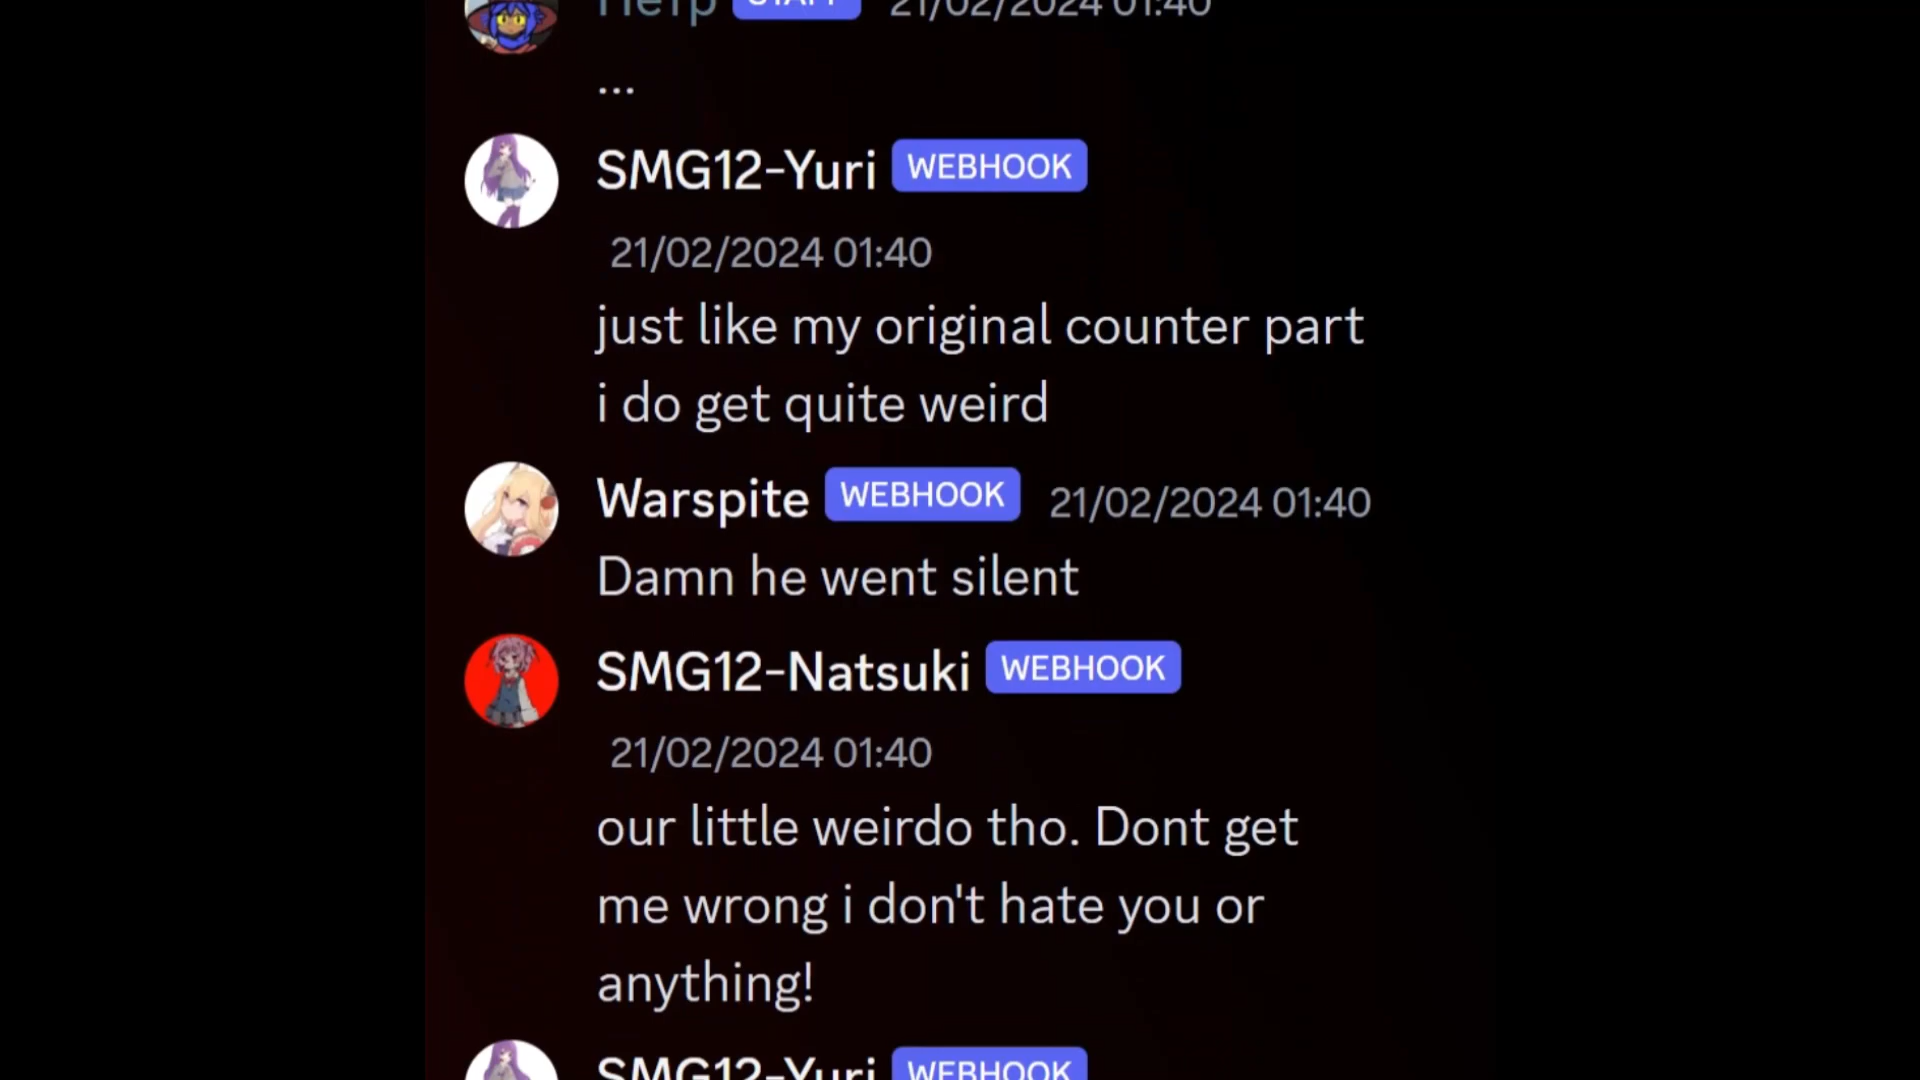 Help STAFF 21/02/2024 01:40
...
SMG12-Yuri WEBHOOK
21/02/2024 01:40
just like my original counter part
i do get quite weird
Warspite WEBHOOK 21/02/2024 01:40
Damn he went silent
SMG12-Natsuki WEBHOOK
21/02/2024 01:40
our little weirdo tho. Dont get
me wrong i don't hate you or
anything!
SMG12-Yuri WEBHOOK